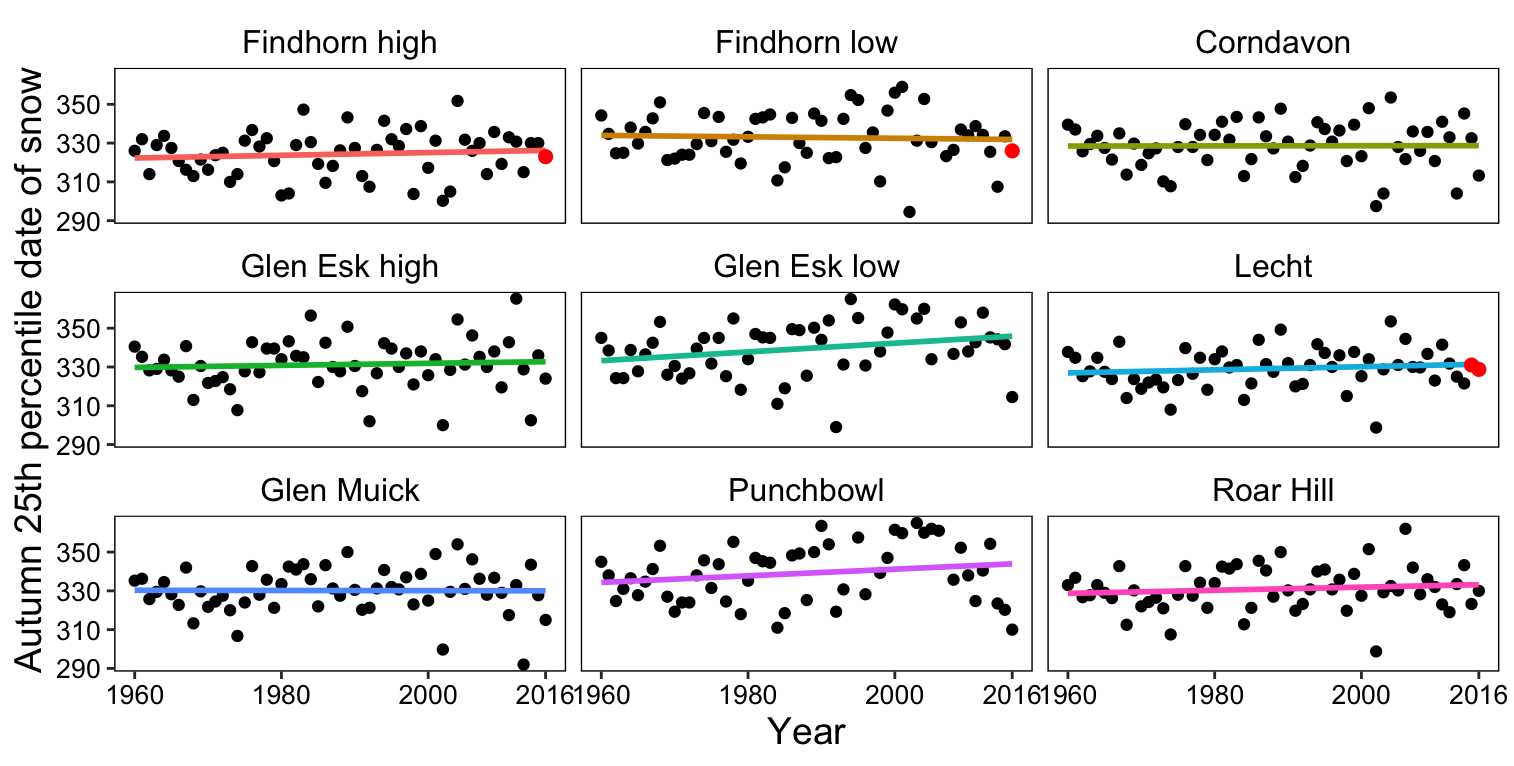 Findhorn high Findhorn low Corndavon
350
330
310
290
Glen Esk high Glen Esk low Lecht
350
330
310
290
Glen Muick Punchbowl Roar Hill
350
330
310
290
1960 1980 2000 2016 1960 1980 2000 2016 1960 1980 2000 2016
Year
Autumn 25th percentile date of snow